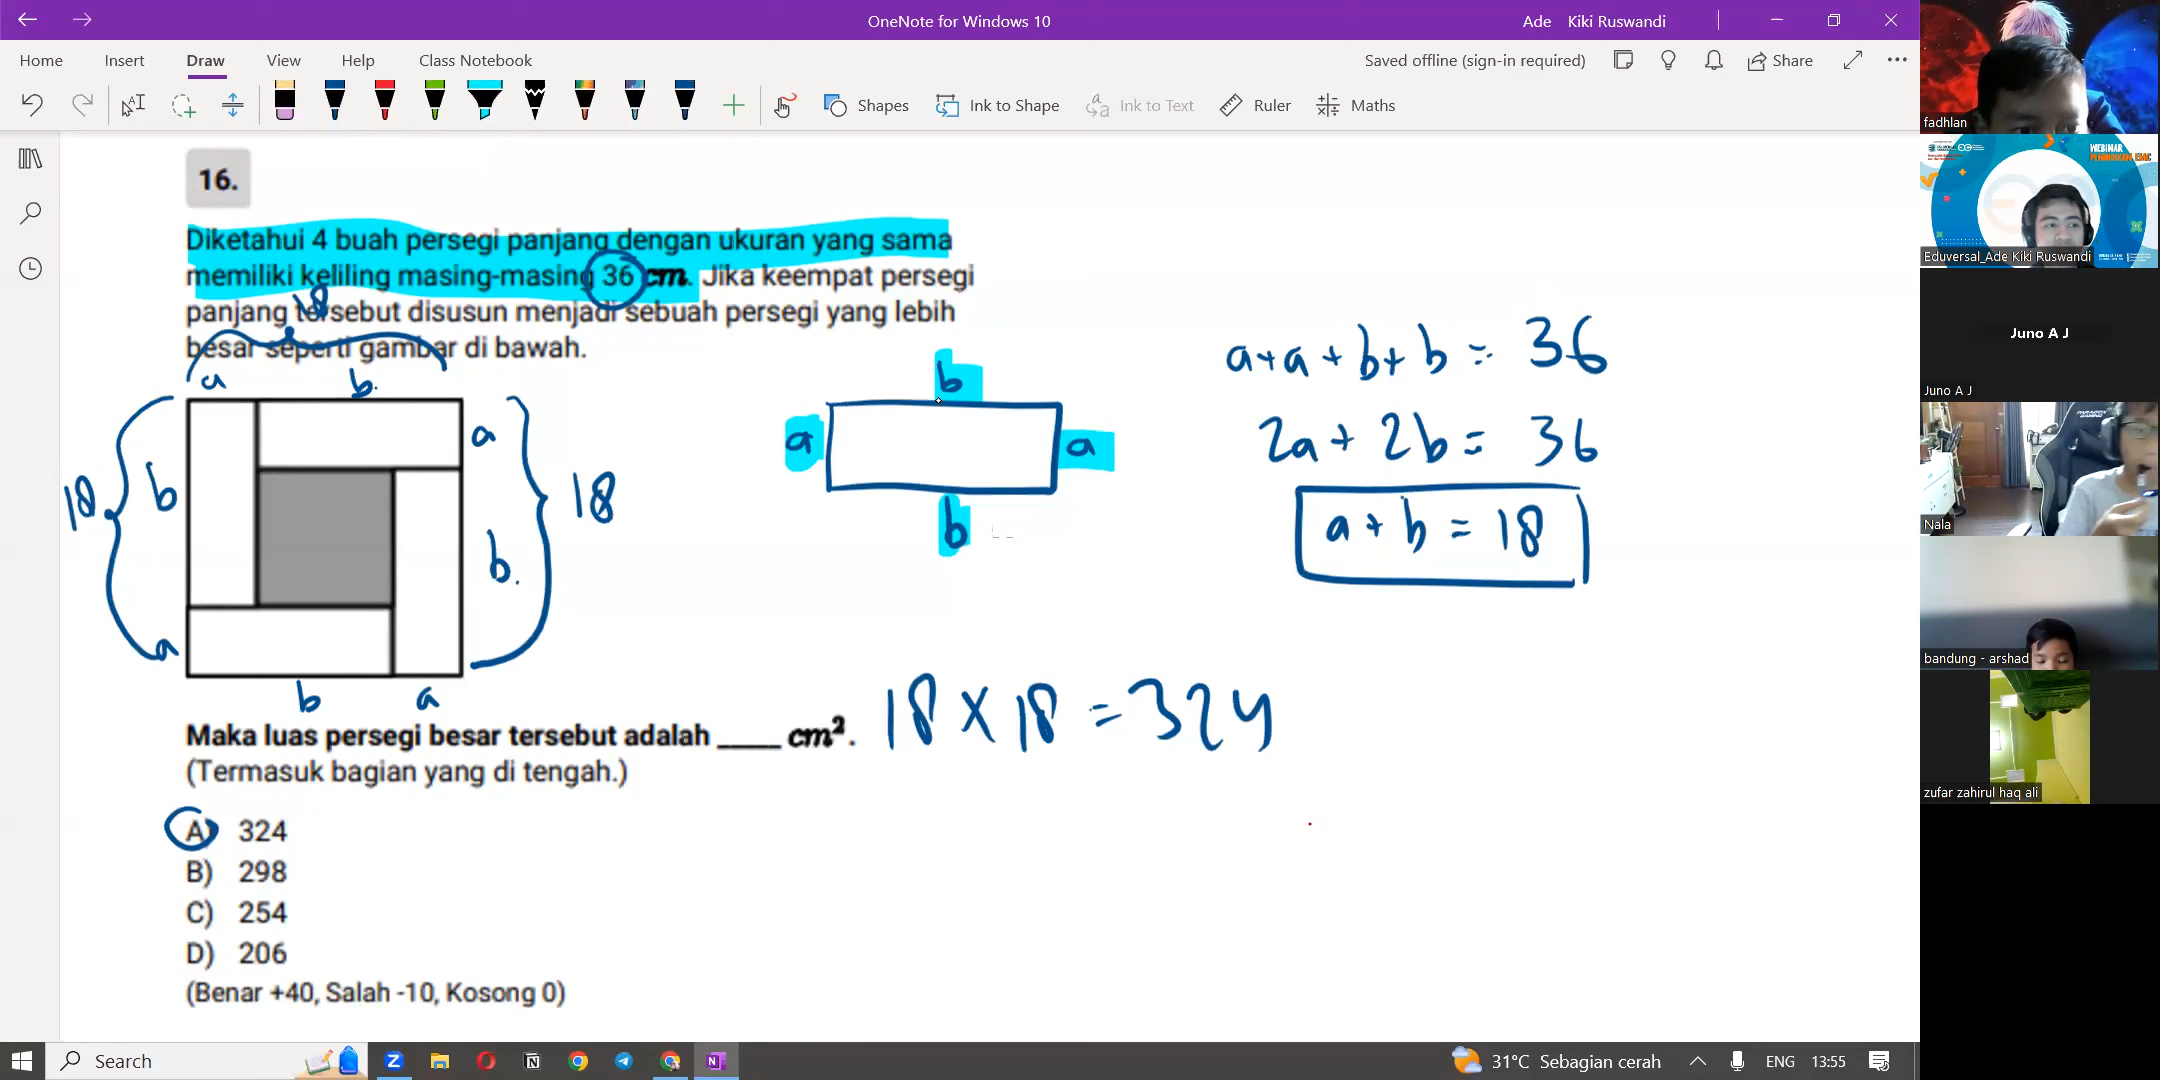 OneNote for Windows 10
Ade Kiki Ruswandi
Home Insert Draw View Help Class Notebook
Saved offline (sign-in required) Share
Shapes Ink to Shape Ink to Text Ruler Maths
16.
Diketahui 4 buah persegi panjang dengan ukuran yang sama
memiliki keliling masing-masing 36 cm. Jika keempat persegi
panjang tersebut disusun menjadi sebuah persegi yang lebih
besar seperti gambar di bawah.
18
a b.
18 b a
a b. 18
b a
b
a a
b
a+a+b+b = 36
2a + 2b = 36
a + b = 18
Maka luas persegi besar tersebut adalah ____ cm².
18 × 18 = 324
(Termasuk bagian yang di tengah.)
A) 324
B) 298
C) 254
D) 206
(Benar +40, Salah -10, Kosong 0)
fadhlan
WEBINAR
Eduversal_Ade Kiki Ruswandi
Juno A J
Juno A J
Nala
bandung - arshad
zufar zahirul haq ali
Search
31°C Sebagian cerah
ENG 13:55